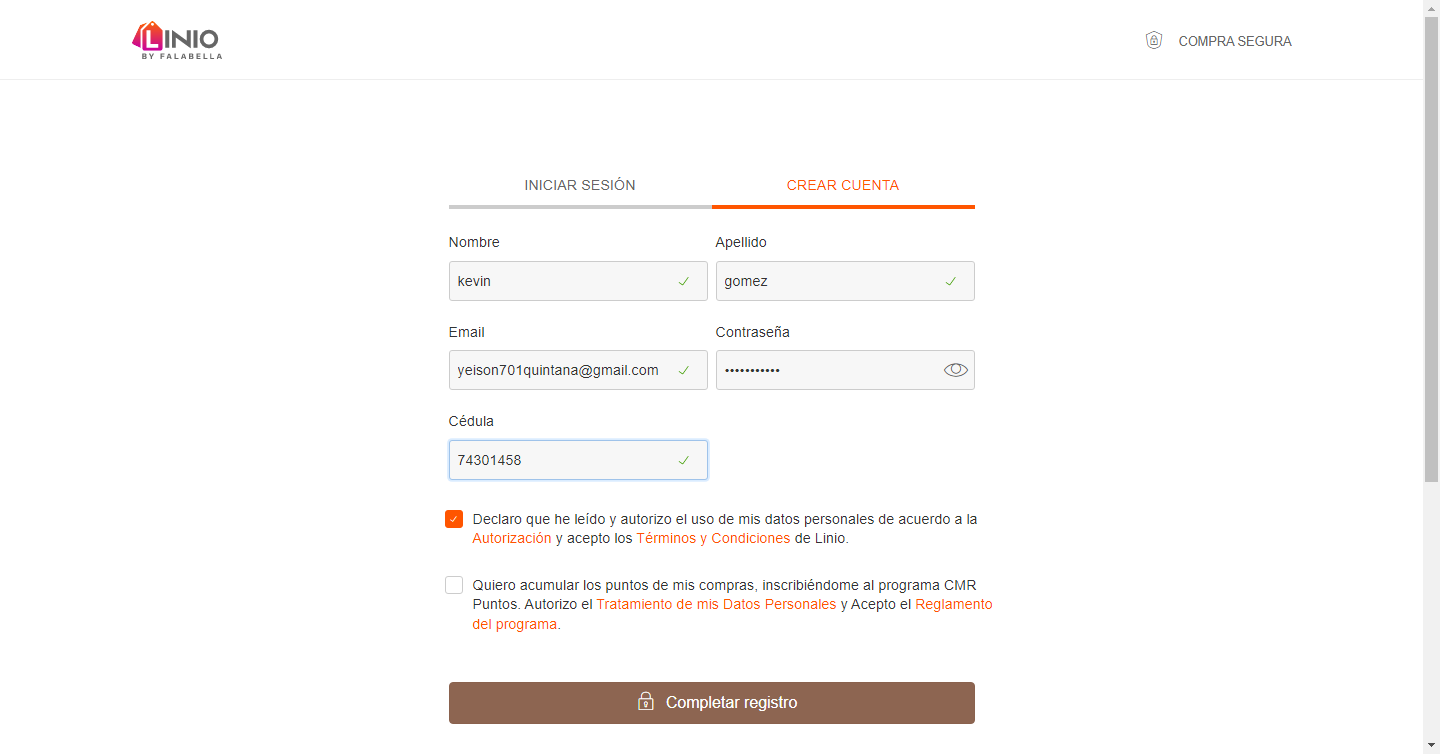 LINIO
BY FALABELLA
COMPRA SEGURA
INICIAR SESIÓN
CREAR CUENTA
Nombre
Apellido
kevin
gomez
Email
Contraseña
yeison701quintana@gmail.com
•••••••••••
Cédula
74301458
Declaro que he leído y autorizo el uso de mis datos personales de acuerdo a la
Autorización y acepto los Términos y Condiciones de Linio.
Quiero acumular los puntos de mis compras, inscribiéndome al programa CMR
Puntos. Autorizo el Tratamiento de mis Datos Personales y Acepto el Reglamento
del programa.
Completar registro